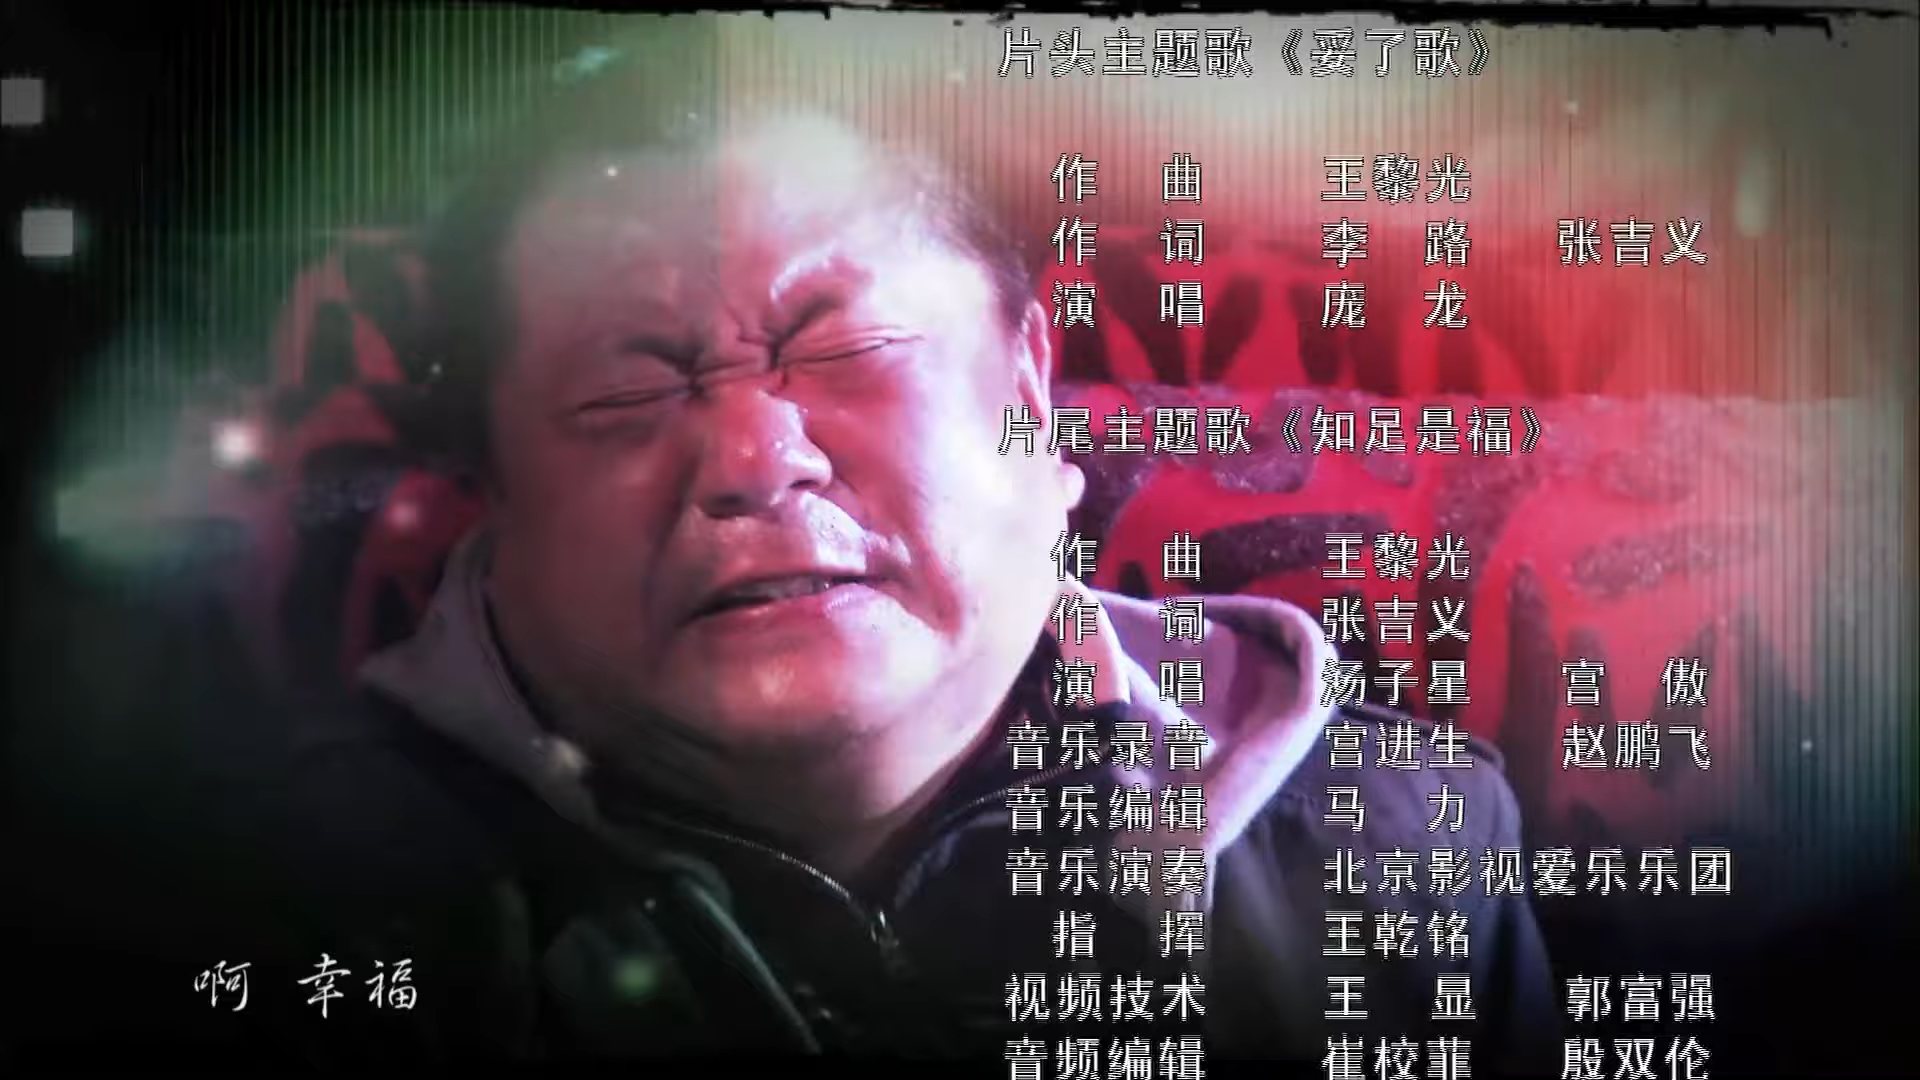 片头主题歌《妥了歌》
作 曲 王黎光
作 词 李 路 张吉义
演 唱 庞 龙
片尾主题歌《知足是福》
作 曲 王黎光
作 词 张吉义
演 唱 汤子星 宫 傲
音乐录音 宫进生 赵鹏飞
音乐编辑 马 力
音乐演奏 北京影视爱乐乐团
指 挥 王乾铭
视频技术 王 显 郭富强
音频编辑 崔校菲 殷双伦
啊 幸福